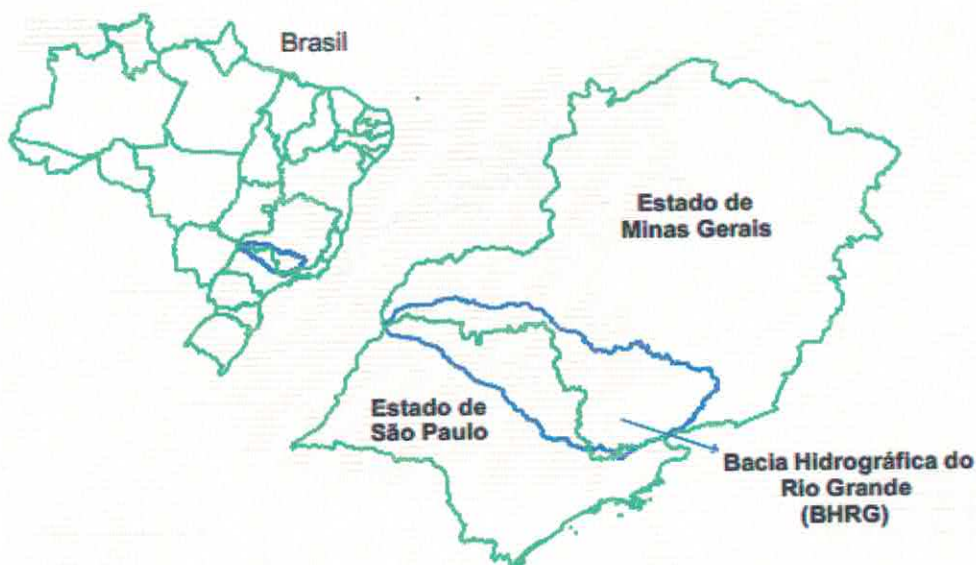 Brasil
Estado de
Minas Gerais
Estado de
São Paulo
Bacia Hidrográfica do
Rio Grande
(BHRG)